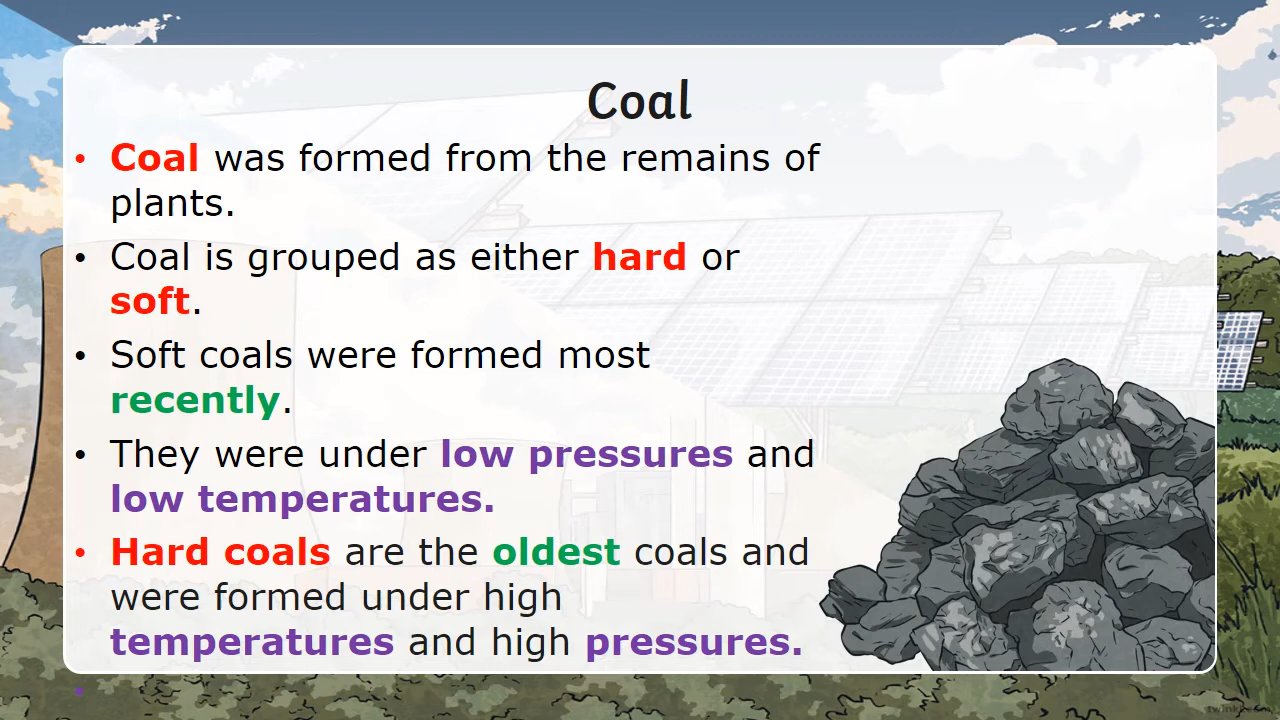 Coal
• Coal was formed from the remains of
plants.
• Coal is grouped as either hard or
soft.
• Soft coals were formed most
recently.
• They were under low pressures and
low temperatures.
• Hard coals are the oldest coals and
were formed under high
temperatures and high pressures.
•
twinkl.com